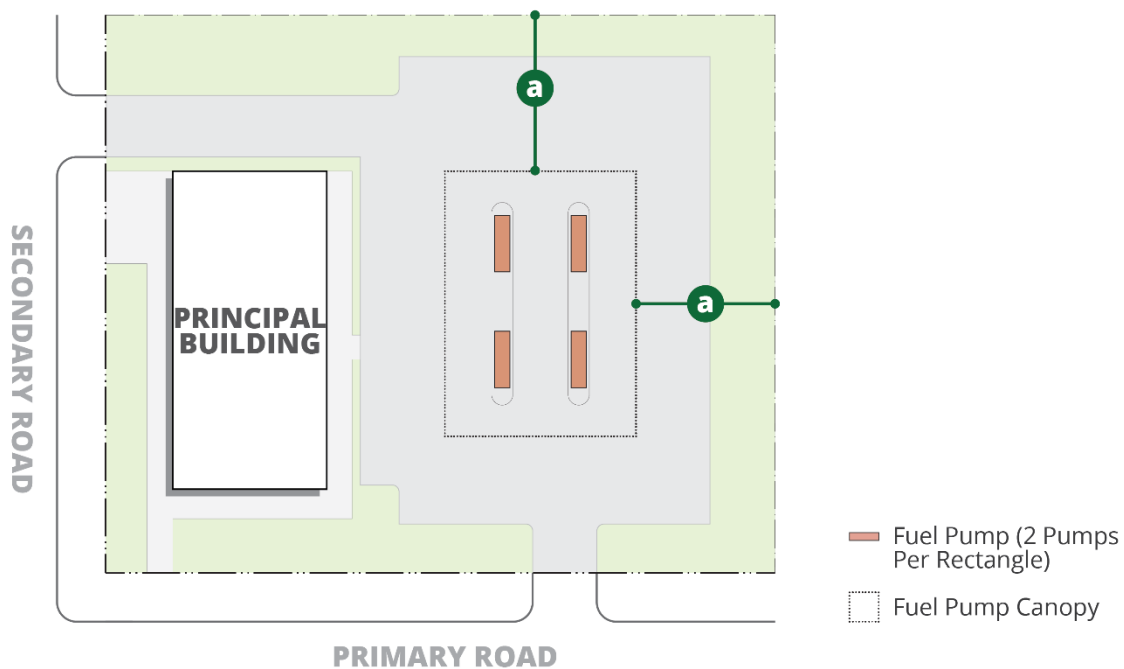 a
a
SECONDARY ROAD
PRINCIPAL
BUILDING
Fuel Pump (2 Pumps
Per Rectangle)
Fuel Pump Canopy
PRIMARY ROAD